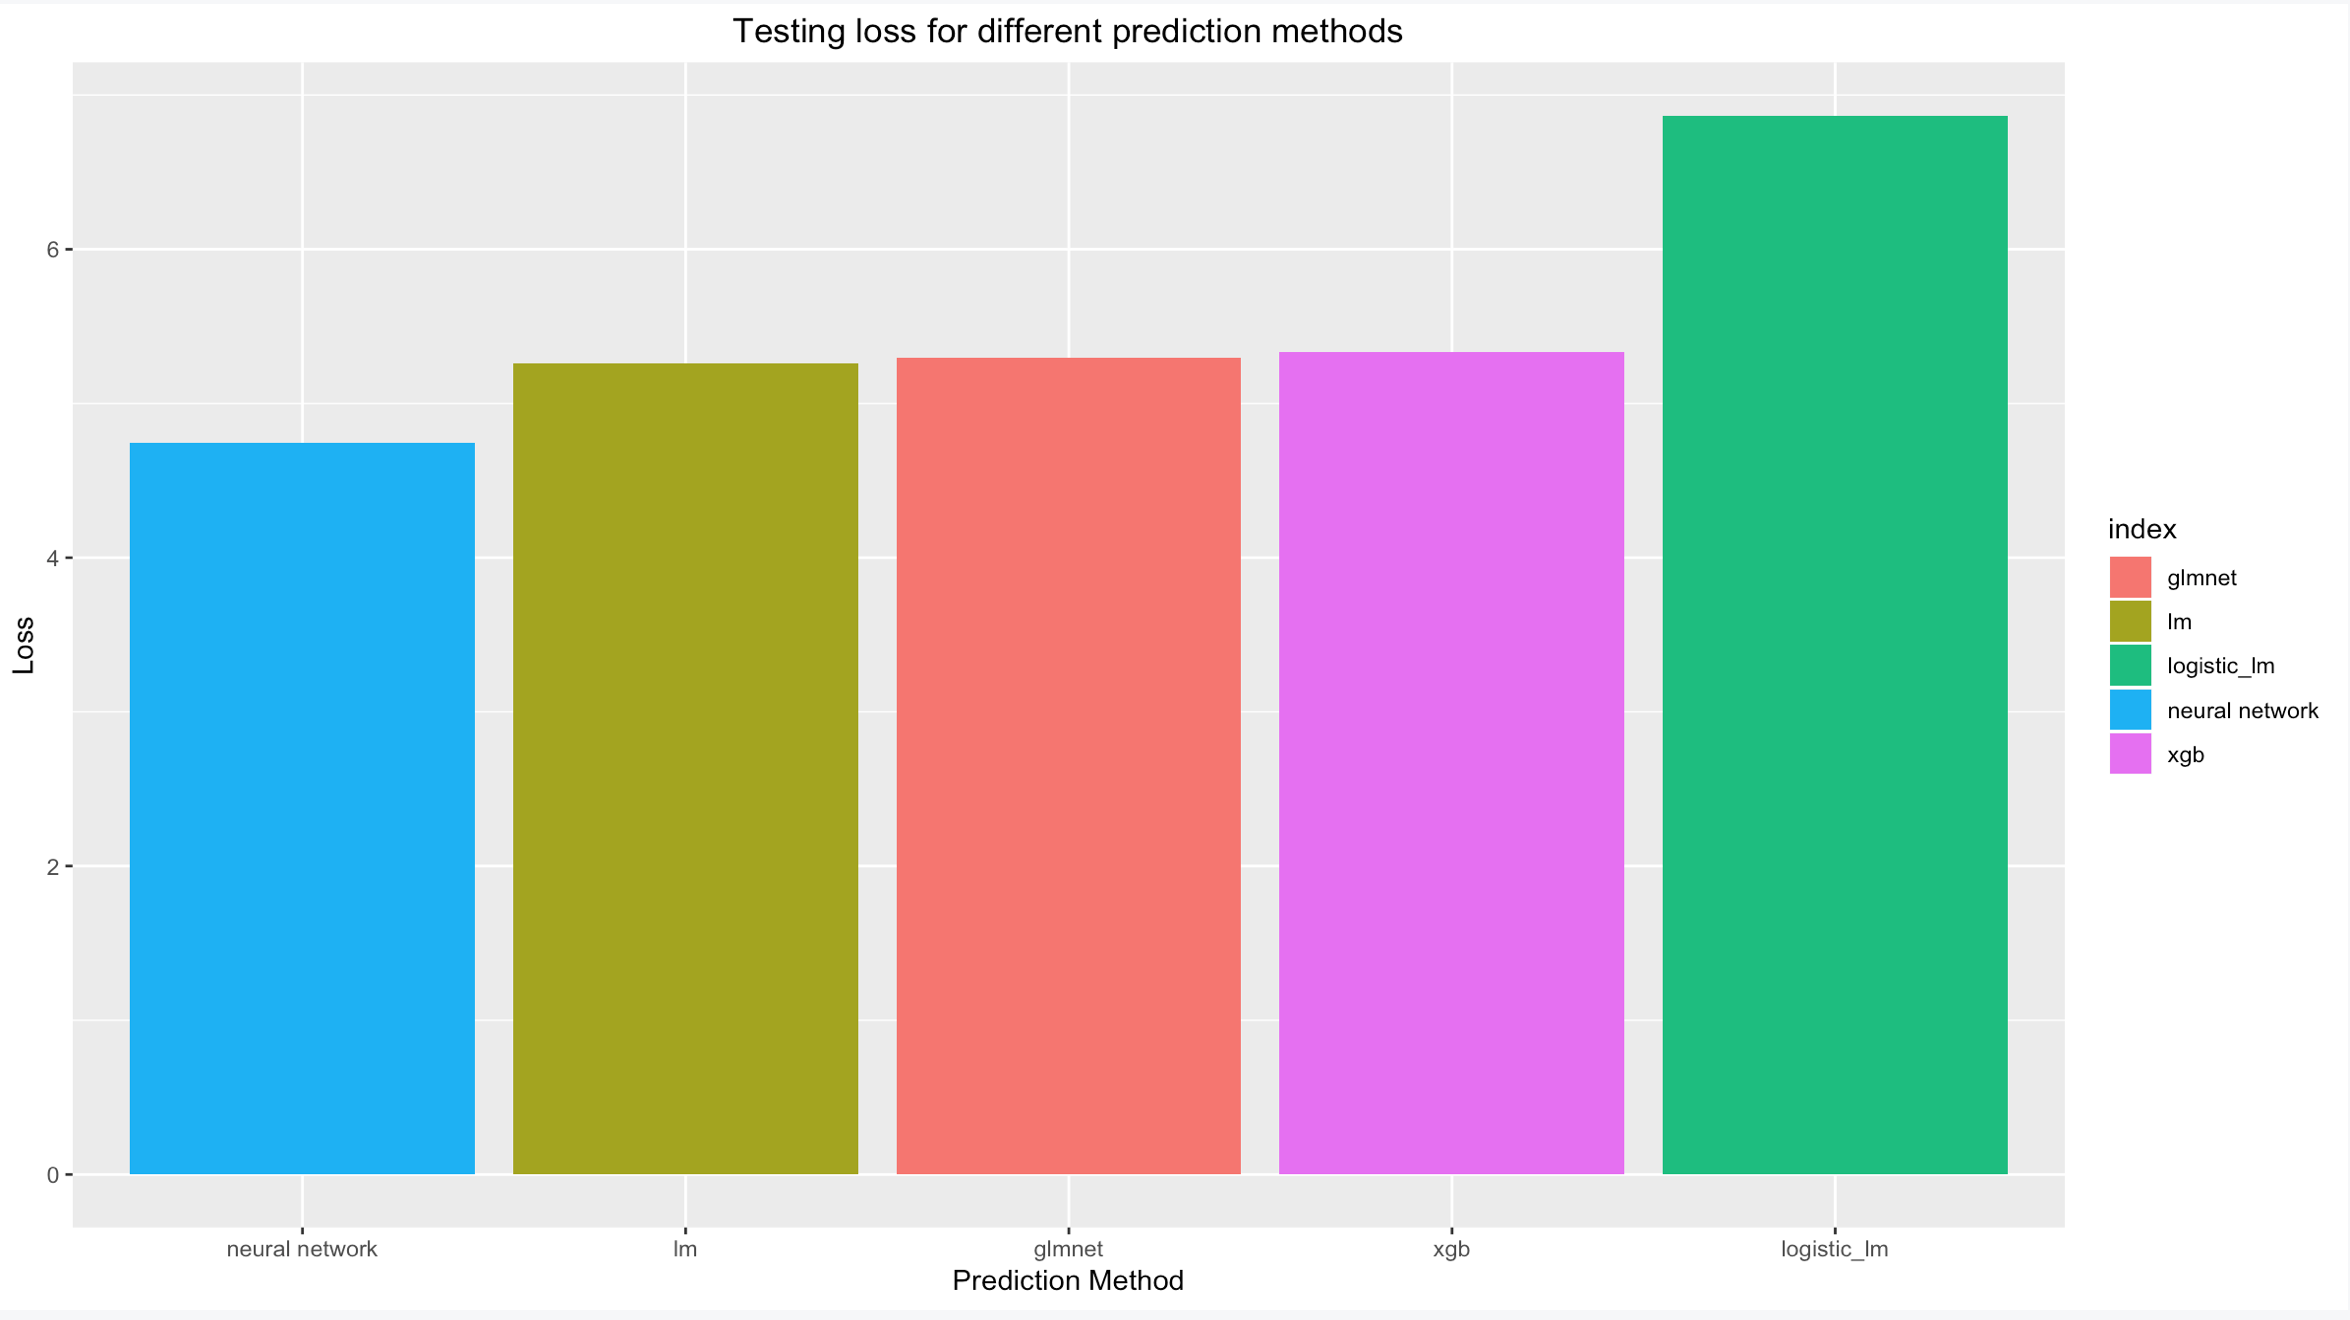 Testing loss for different prediction methods
Loss
6
4
2
0
neural network
lm
glmnet
xgb
logistic_lm
Prediction Method
index
glmnet
lm
logistic_lm
neural network
xgb